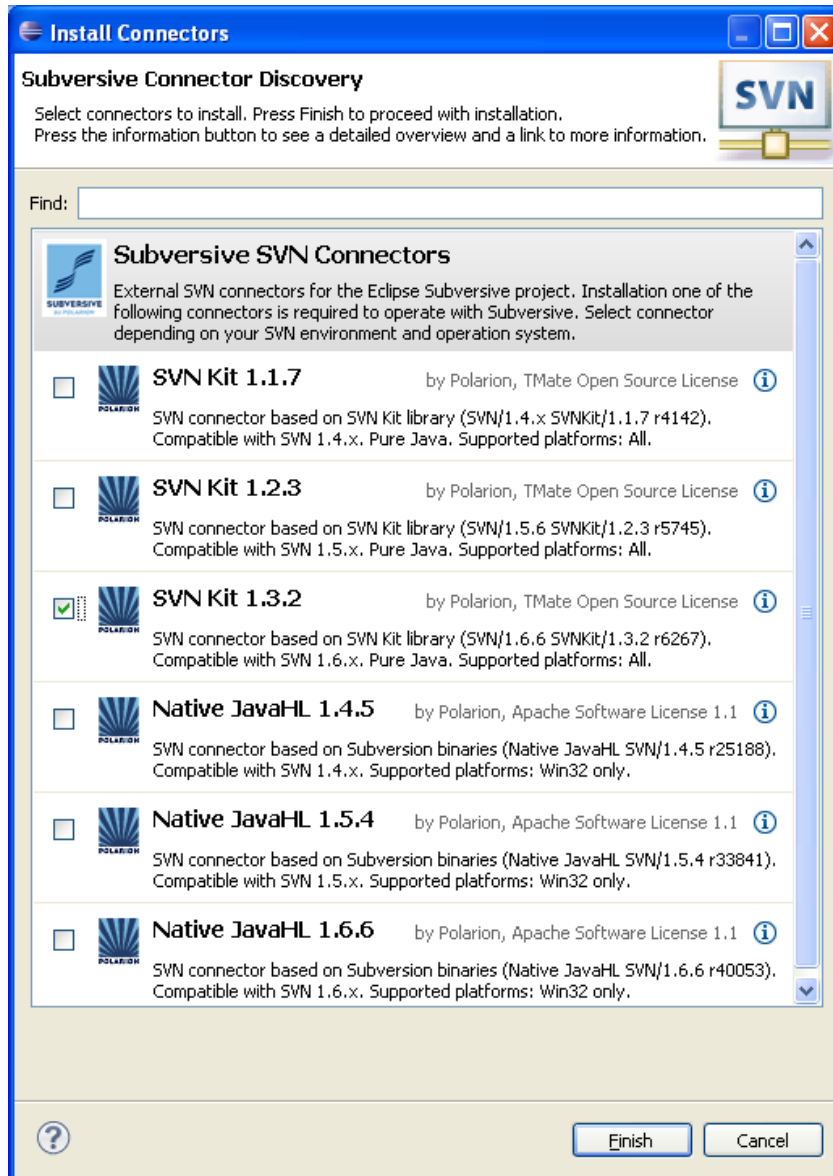 Install Connectors
Subversive Connector Discovery
Select connectors to install. Press Finish to proceed with installation.
Press the information button to see a detailed overview and a link to more information.
SVN
Find:
SUBVERSIVE
BY POLARION
Subversive SVN Connectors
External SVN connectors for the Eclipse Subversive project. Installation one of the
following connectors is required to operate with Subversive. Select connector
depending on your SVN environment and operation system.
POLARION
SVN Kit 1.1.7 by Polarion, TMate Open Source License
SVN connector based on SVN Kit library (SVN/1.4.x SVNKit/1.1.7 r4142).
Compatible with SVN 1.4.x. Pure Java. Supported platforms: All.
POLARION
SVN Kit 1.2.3 by Polarion, TMate Open Source License
SVN connector based on SVN Kit library (SVN/1.5.6 SVNKit/1.2.3 r5745).
Compatible with SVN 1.5.x. Pure Java. Supported platforms: All.
POLARION
SVN Kit 1.3.2 by Polarion, TMate Open Source License
SVN connector based on SVN Kit library (SVN/1.6.6 SVNKit/1.3.2 r6267).
Compatible with SVN 1.6.x. Pure Java. Supported platforms: All.
POLARION
Native JavaHL 1.4.5 by Polarion, Apache Software License 1.1
SVN connector based on Subversion binaries (Native JavaHL SVN/1.4.5 r25188).
Compatible with SVN 1.4.x. Supported platforms: Win32 only.
POLARION
Native JavaHL 1.5.4 by Polarion, Apache Software License 1.1
SVN connector based on Subversion binaries (Native JavaHL SVN/1.5.4 r33841).
Compatible with SVN 1.5.x. Supported platforms: Win32 only.
POLARION
Native JavaHL 1.6.6 by Polarion, Apache Software License 1.1
SVN connector based on Subversion binaries (Native JavaHL SVN/1.6.6 r40053).
Compatible with SVN 1.6.x. Supported platforms: Win32 only.
? Finish Cancel